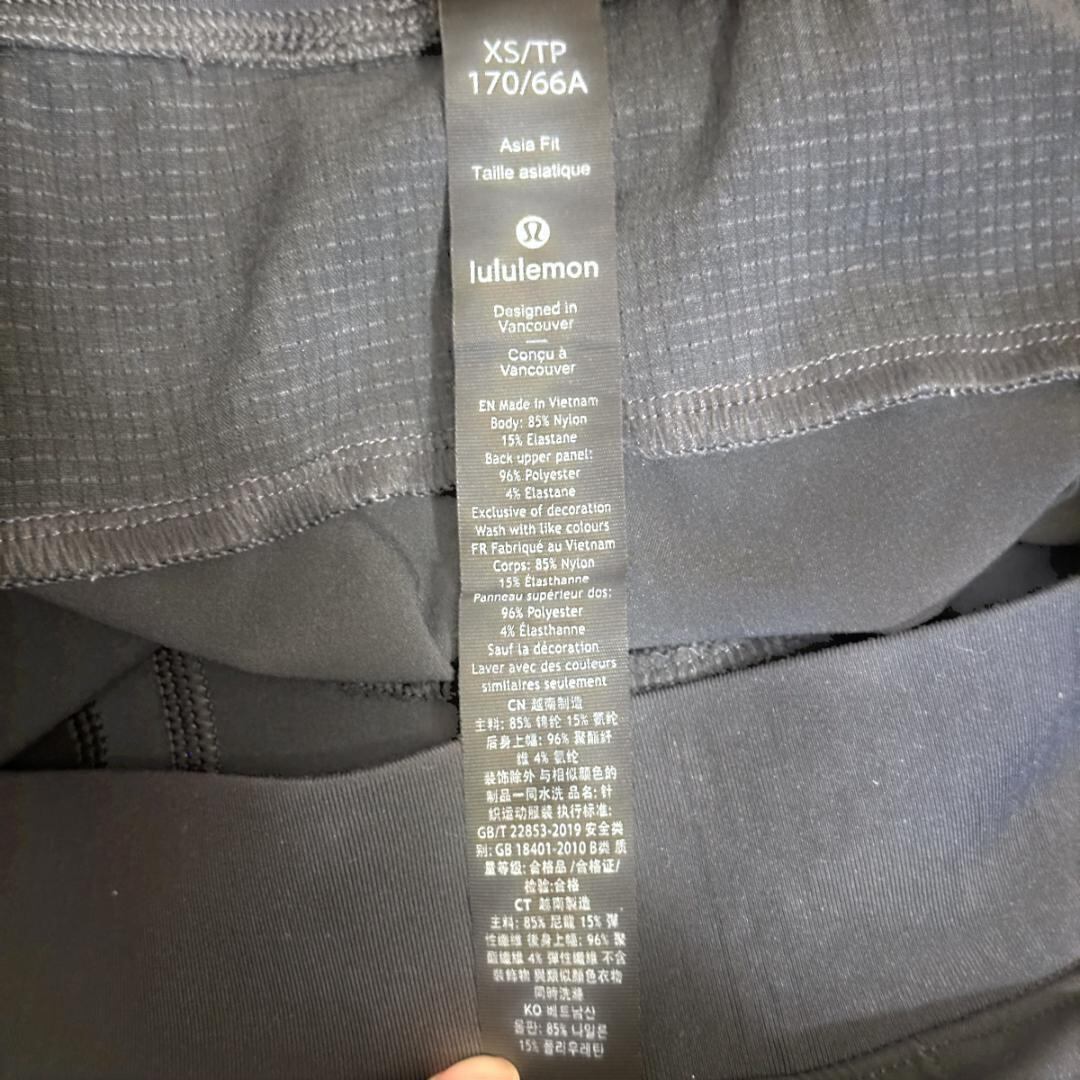 XS/TP
170/66A
Asia Fit
Taille asiatique
lululemon
Designed in
Vancouver
Conçu à
Vancouver
EN Made in Vietnam
Body: 85% Nylon
15% Elastane
Back upper panel:
96% Polyester
4% Elastane
Exclusive of decoration
Wash with like colours
FR Fabriqué au Vietnam
Corps: 85% Nylon
15% Élasthanne
Panneau supérieur dos:
96% Polyester
4% Élasthanne
Sauf la décoration
Laver avec des couleurs
similaires seulement
CN 越南制造
主料: 85% 锦纶 15% 氨纶
后身上幅: 96% 聚酯纤
维 4% 氨纶
装饰除外 与相似颜色的
制品一同水洗 品名: 针
织运动服装 执行标准:
GB/T 22853-2019 安全类
别: GB 18401-2010 B类 质
量等级: 合格品 /合格证/
检验:合格
CT 越南製造
主料: 85% 尼龍 15% 彈
性纖維 後身上幅: 96% 聚
酯纖維 4% 彈性纖維 不含
裝飾物 與類似顏色衣物
同時洗滌
KO 베트남산
몸판: 85% 나일론
15% 폴리우레탄